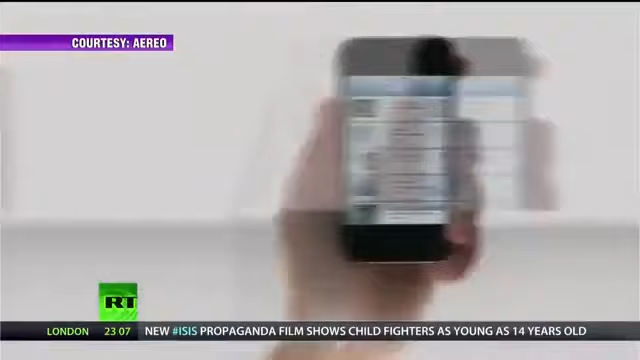 COURTESY: AEREO
RT
LONDON 23:07 NEW #ISIS PROPAGANDA FILM SHOWS CHILD FIGHTERS AS YOUNG AS 14 YEARS OLD